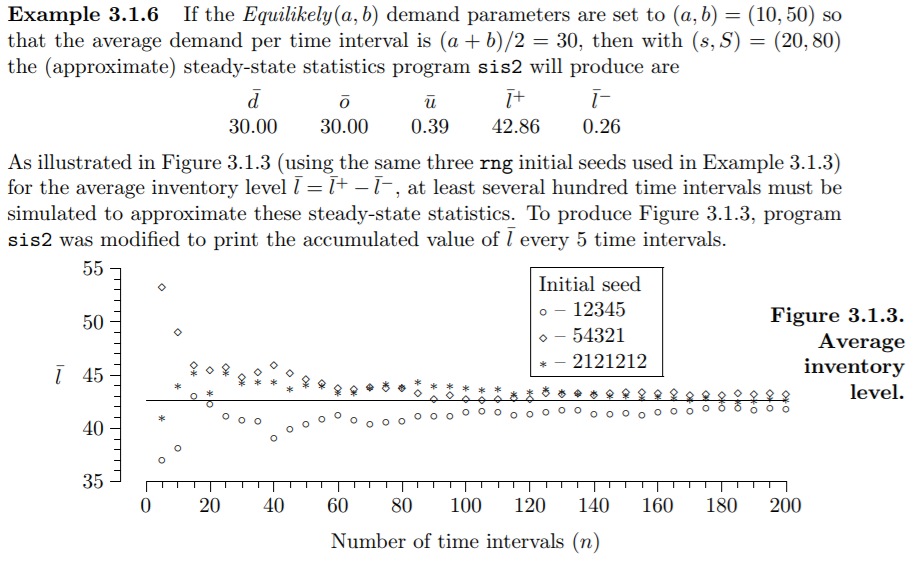 Example 3.1.6 If the Equilikely(a, b) demand parameters are set to (a, b) = (10, 50) so
that the average demand per time interval is (a + b)/2 = 30, then with (s, S) = (20, 80)
the (approximate) steady-state statistics program sis2 will produce are
d̄ ō ū l̄+ l̄−
30.00 30.00 0.39 42.86 0.26
As illustrated in Figure 3.1.3 (using the same three rng initial seeds used in Example 3.1.3)
for the average inventory level l̄ = l̄+ − l̄−, at least several hundred time intervals must be
simulated to approximate these steady-state statistics. To produce Figure 3.1.3, program
sis2 was modified to print the accumulated value of l̄ every 5 time intervals.
55
50
45
40
35
l̄
Initial seed
○ – 12345
◇ – 54321
* – 2121212
Figure 3.1.3.
Average
inventory
level.
0 20 40 60 80 100 120 140 160 180 200
Number of time intervals (n)